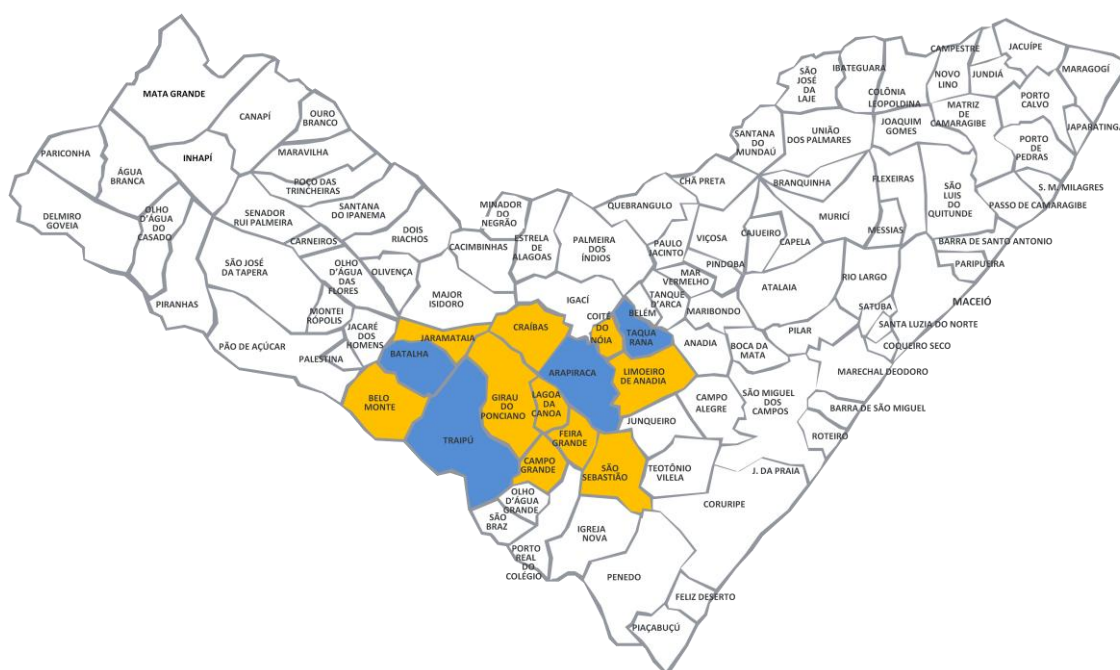 MATA GRANDE
CANAPÍ
OURO
BRANCO
PARICONHA
ÁGUA
BRANCA
INHAPÍ
MARAVILHA
POÇO DAS
TRINCHEIRAS
DELMIRO
GOVEIA
OLHO
D'ÁGUA
DO
CASADO
SENADOR
RUI PALMEIRA
SANTANA
DO IPANEMA
CARNEIROS
DOIS
RIACHOS
PIRANHAS
SÃO JOSÉ
DA TAPERA
OLHO
D'ÁGUA
DAS
FLORES
OLIVENÇA
MAJOR
ISIDORO
CACIMBINHAS
MINADOR
DO
NEGRÃO
ESTRELA
DE
ALAGOAS
PALMEIRA
DOS
ÍNDIOS
MONTEI
RÓPOLIS
JACARÉ
DOS
HOMENS
PÃO DE AÇÚCAR
PALESTINA
BATALHA
JARAMATAIA
BELO
MONTE
TRAIPÚ
CRAÍBAS
IGACÍ
COITÉ
DO
NÓIA
GIRAU
DO
PONCIANO
LAGOA
DA
CANOA
ARAPIRACA
FEIRA
GRANDE
CAMPO
GRANDE
SÃO
SEBASTIÃO
LIMOEIRO
DE ANADIA
TAQUA
RANA
BELÉM
TANQUE
D'ARCA
MAR
VERMELHO
PAULO
JACINTO
QUEBRANGULO
CHÃ PRETA
VIÇOSA
PINDOBA
CAJUEIRO
CAPELA
MARIBONDO
ANADIA
BOCA DA
MATA
ATALAIA
PILAR
SANTANA
DO
MUNDAÚ
SÃO
JOSÉ
DA
LAJE
IBATEGUARA
UNIÃO
DOS PALMARES
BRANQUINHA
MURICÍ
MESSIAS
COLÔNIA
LEOPOLDINA
CAMPESTRE
NOVO
LINO
JUNDIÁ
JACUÍPE
MARAGOGÍ
PORTO
CALVO
JAPARATINGA
MATRIZ
DE
CAMARAGIBE
JOAQUIM
GOMES
FLEXEIRAS
PORTO
DE
PEDRAS
S. M. MILAGRES
PASSO DE CAMARAGIBE
SÃO
LUIS
DO
QUITUNDE
BARRA DE SANTO ANTONIO
PARIPUEIRA
MACEIÓ
RIO LARGO
SATUBA
SANTA LUZIA DO NORTE
COQUEIRO SECO
MARECHAL DEODORO
SÃO MIGUEL
DOS
CAMPOS
BARRA DE SÃO MIGUEL
ROTEIRO
CAMPO
ALEGRE
JUNQUEIRO
TEOTÔNIO
VILELA
J. DA PRAIA
CORURIPE
OLHO
D'ÁGUA
GRANDE
SÃO
BRAZ
PORTO
REAL
DO
COLÉGIO
IGREJA
NOVA
PENEDO
FELIZ DESERTO
PIAÇABUÇÚ